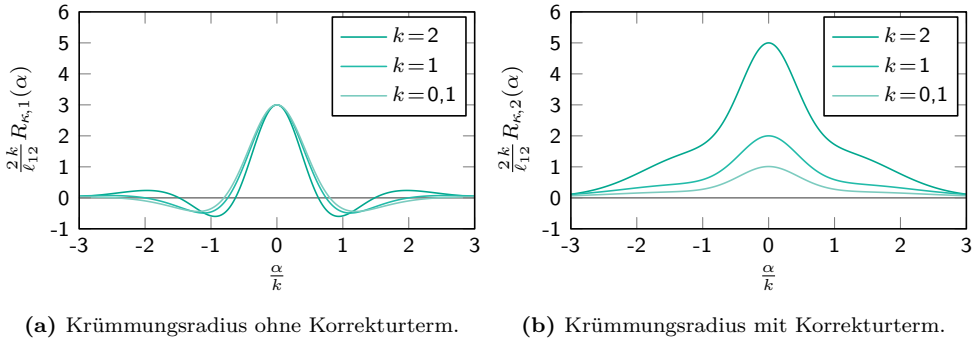 6
5
4
3
2
1
0
-1
-3
-2
-1
0
1
2
3
2 k / ℓ12 Rκ,1(α)
α / k
k = 2
k = 1
k = 0,1
(a) Krümmungsradius ohne Korrekturterm.
6
5
4
3
2
1
0
-1
-3
-2
-1
0
1
2
3
2 k / ℓ12 Rκ,2(α)
α / k
k = 2
k = 1
k = 0,1
(b) Krümmungsradius mit Korrekturterm.